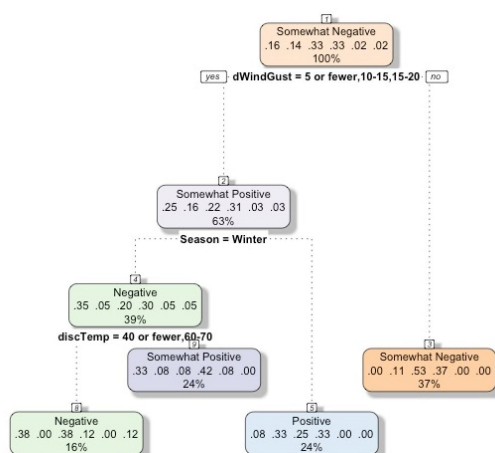 1
Somewhat Negative
.16 .14 .33 .33 .02 .02
100%
yes dWindGust = 5 or fewer,10-15,15-20 no
2
Somewhat Positive
.25 .16 .22 .31 .03 .03
63%
Season = Winter
4
Negative
.35 .05 .20 .30 .05 .05
39%
discTemp = 40 or fewer,60-70
9
Somewhat Positive
.33 .08 .08 .42 .08 .00
24%
3
Somewhat Negative
.00 .11 .53 .37 .00 .00
37%
8
Negative
.38 .00 .38 .12 .00 .12
16%
5
Positive
.08 .33 .25 .33 .00 .00
24%